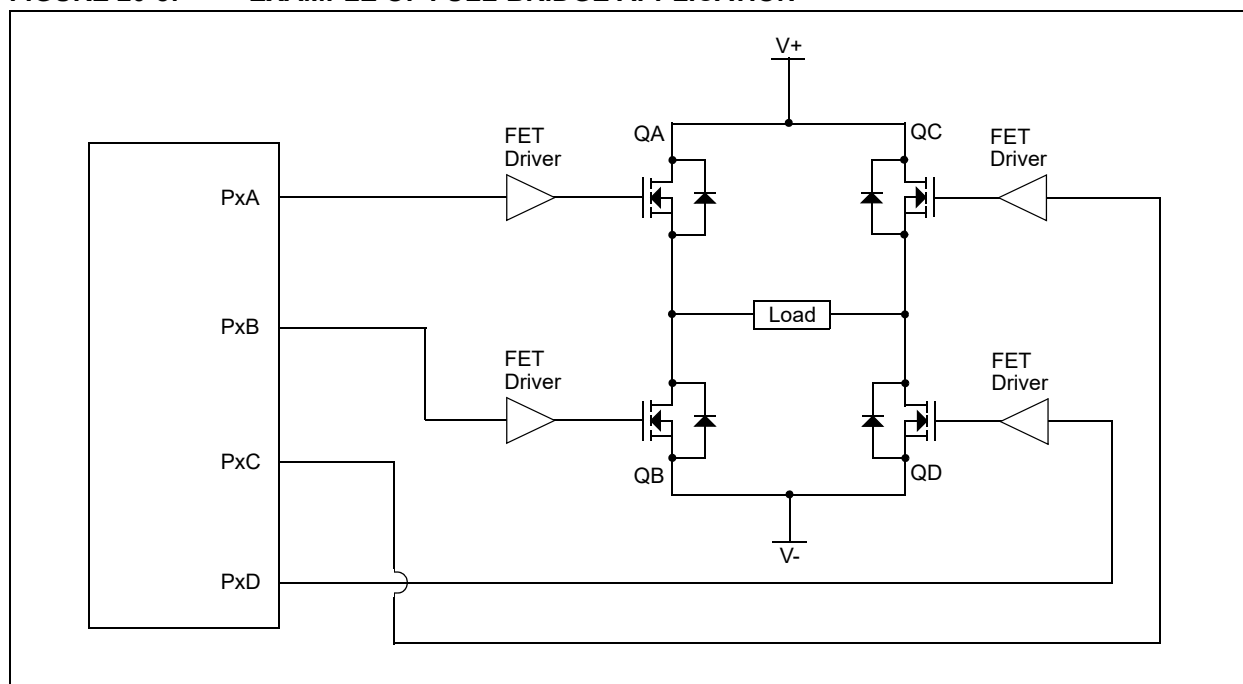 V+
QA
QC
FET
Driver
FET
Driver
PxA
Load
PxB
FET
Driver
FET
Driver
PxC
QB
QD
V-
PxD